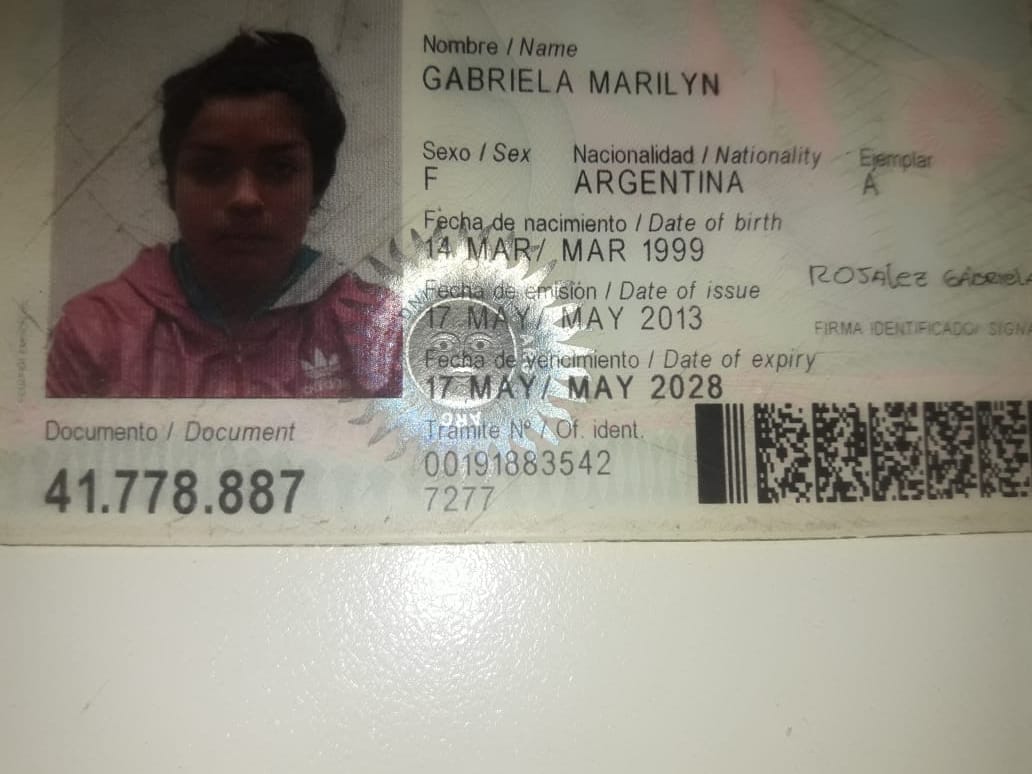 Nombre / Name
GABRIELA MARILYN
Sexo / Sex Nacionalidad / Nationality Ejemplar
F ARGENTINA A
Fecha de nacimiento / Date of birth
14 MAR/ MAR 1999
ROSALEZ GABRIELA
Fecha de emisión / Date of issue
17 MAY/ MAY 2013
FIRMA IDENTIFICADO/ SIGNA
Fecha de vencimiento / Date of expiry
17 MAY/ MAY 2028
Documento / Document
41.778.887
Trámite Nº / Of. ident.
00191883542
7277
adidas